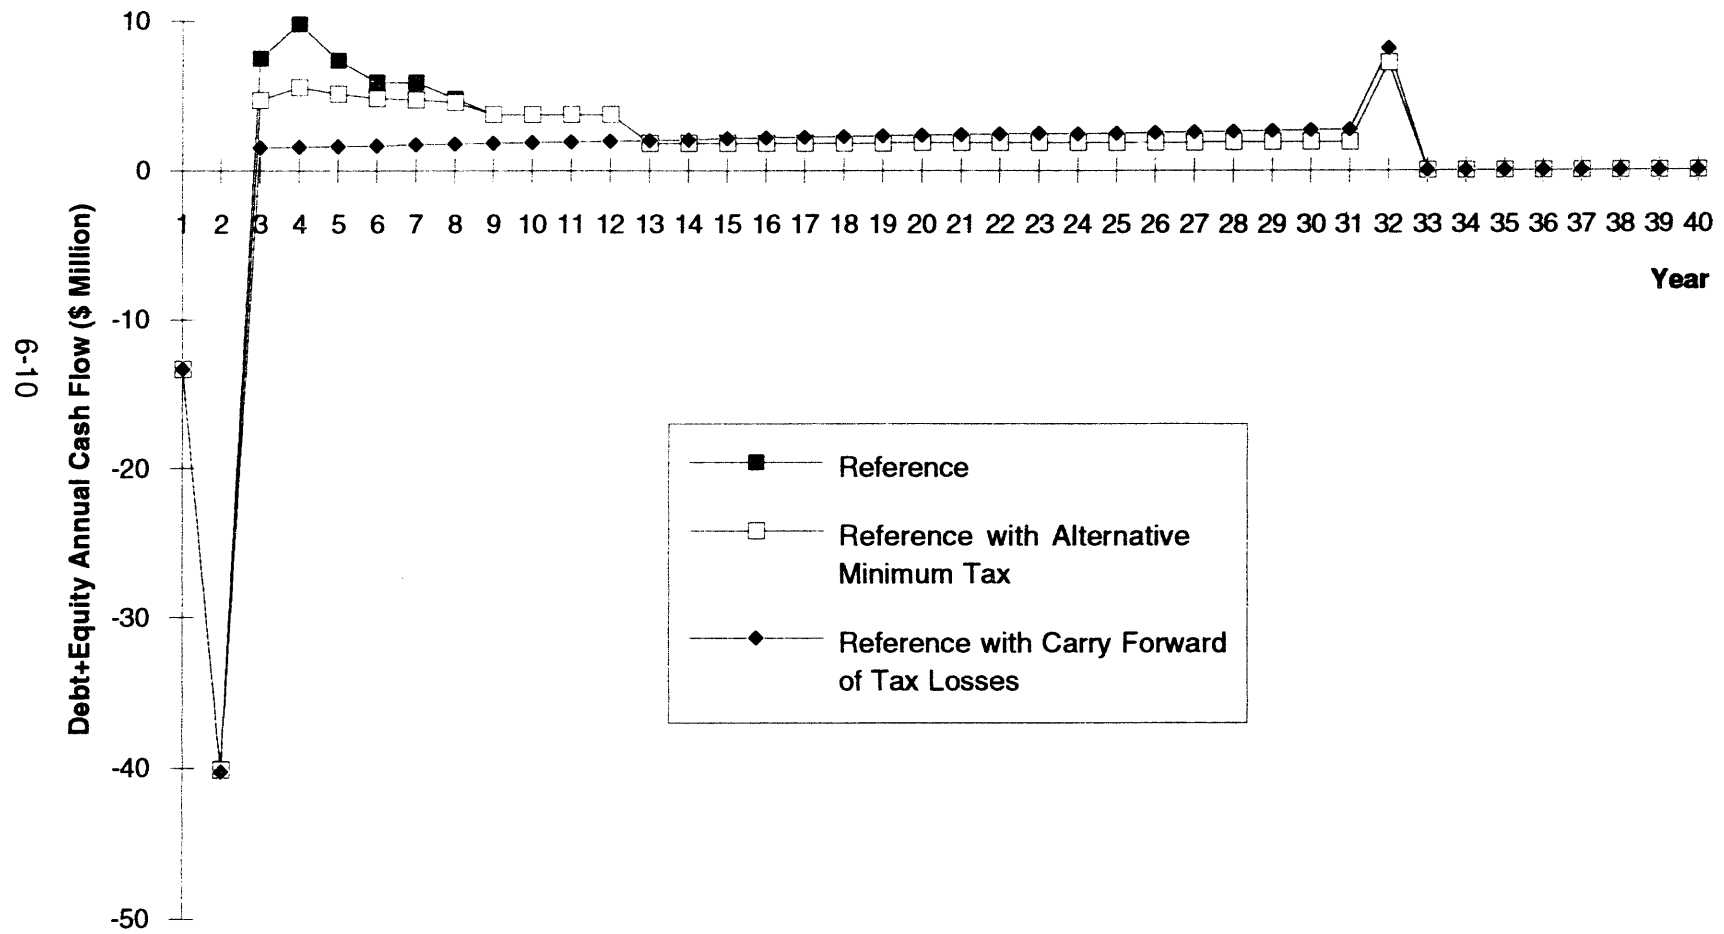 10
0
-10
-20
-30
-40
-50
Debt+Equity Annual Cash Flow ($ Million)
6-10
1 2 3 4 5 6 7 8 9 10 11 12 13 14 15 16 17 18 19 20 21 22 23 24 25 26 27 28 29 30 31 32 33 34 35 36 37 38 39 40
Year
Reference
Reference with Alternative
Minimum Tax
Reference with Carry Forward
of Tax Losses